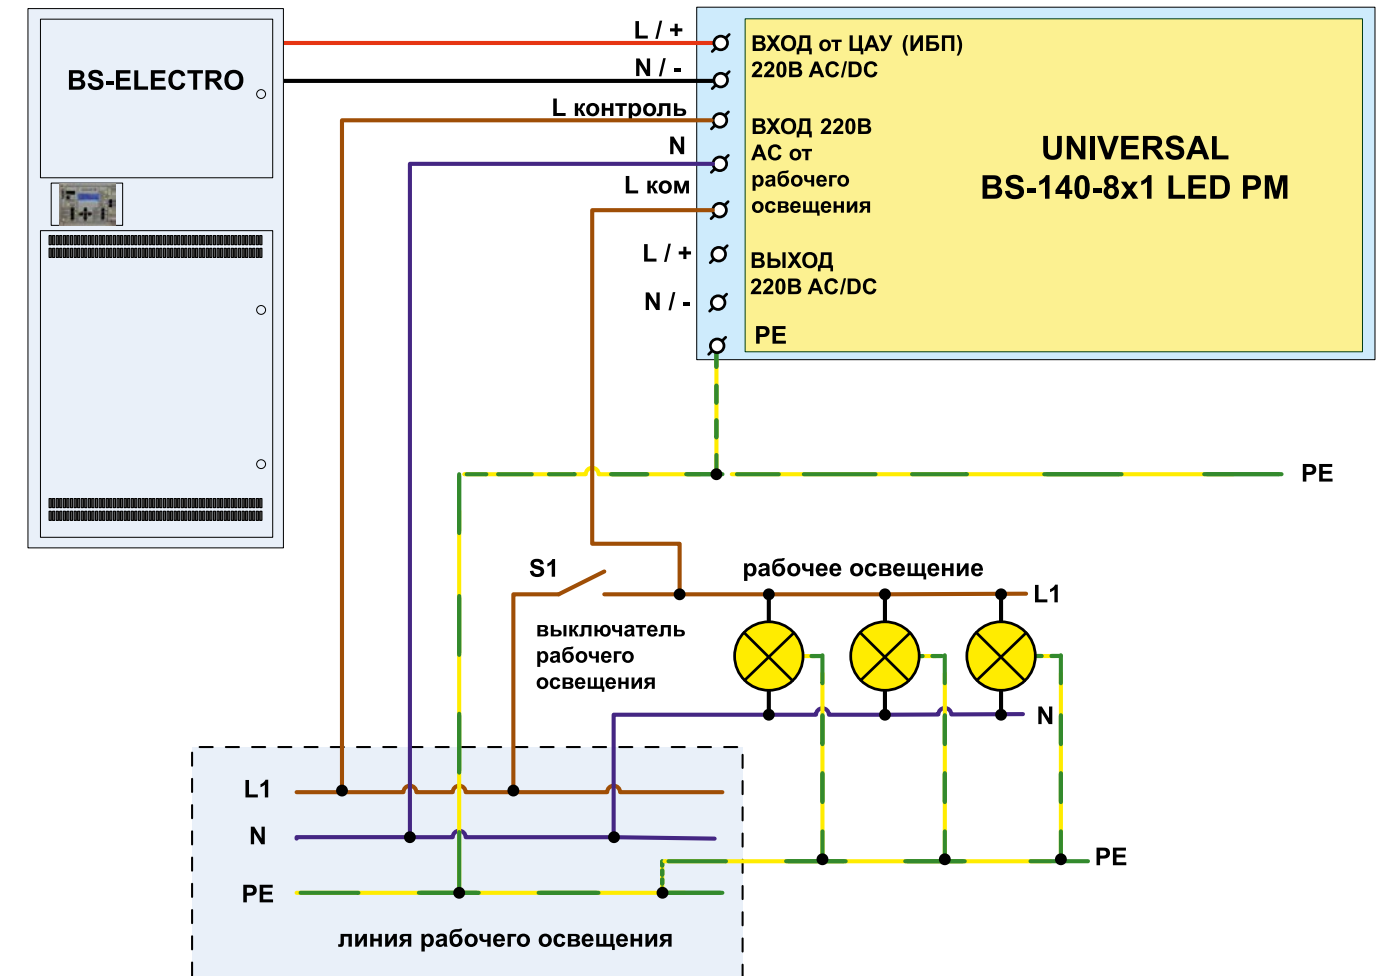 BS-ELECTRO
L / +
N / -
L контроль
N
L ком
L / +
N / -
ВХОД от ЦАУ (ИБП)
220В AC/DC
ВХОД 220В
АС от
рабочего
освещения
ВЫХОД
220В AC/DC
PE
UNIVERSAL
BS-140-8x1 LED PM
PE
S1
рабочее освещение
L1
выключатель
рабочего
освещения
N
L1
N
PE
PE
линия рабочего освещения